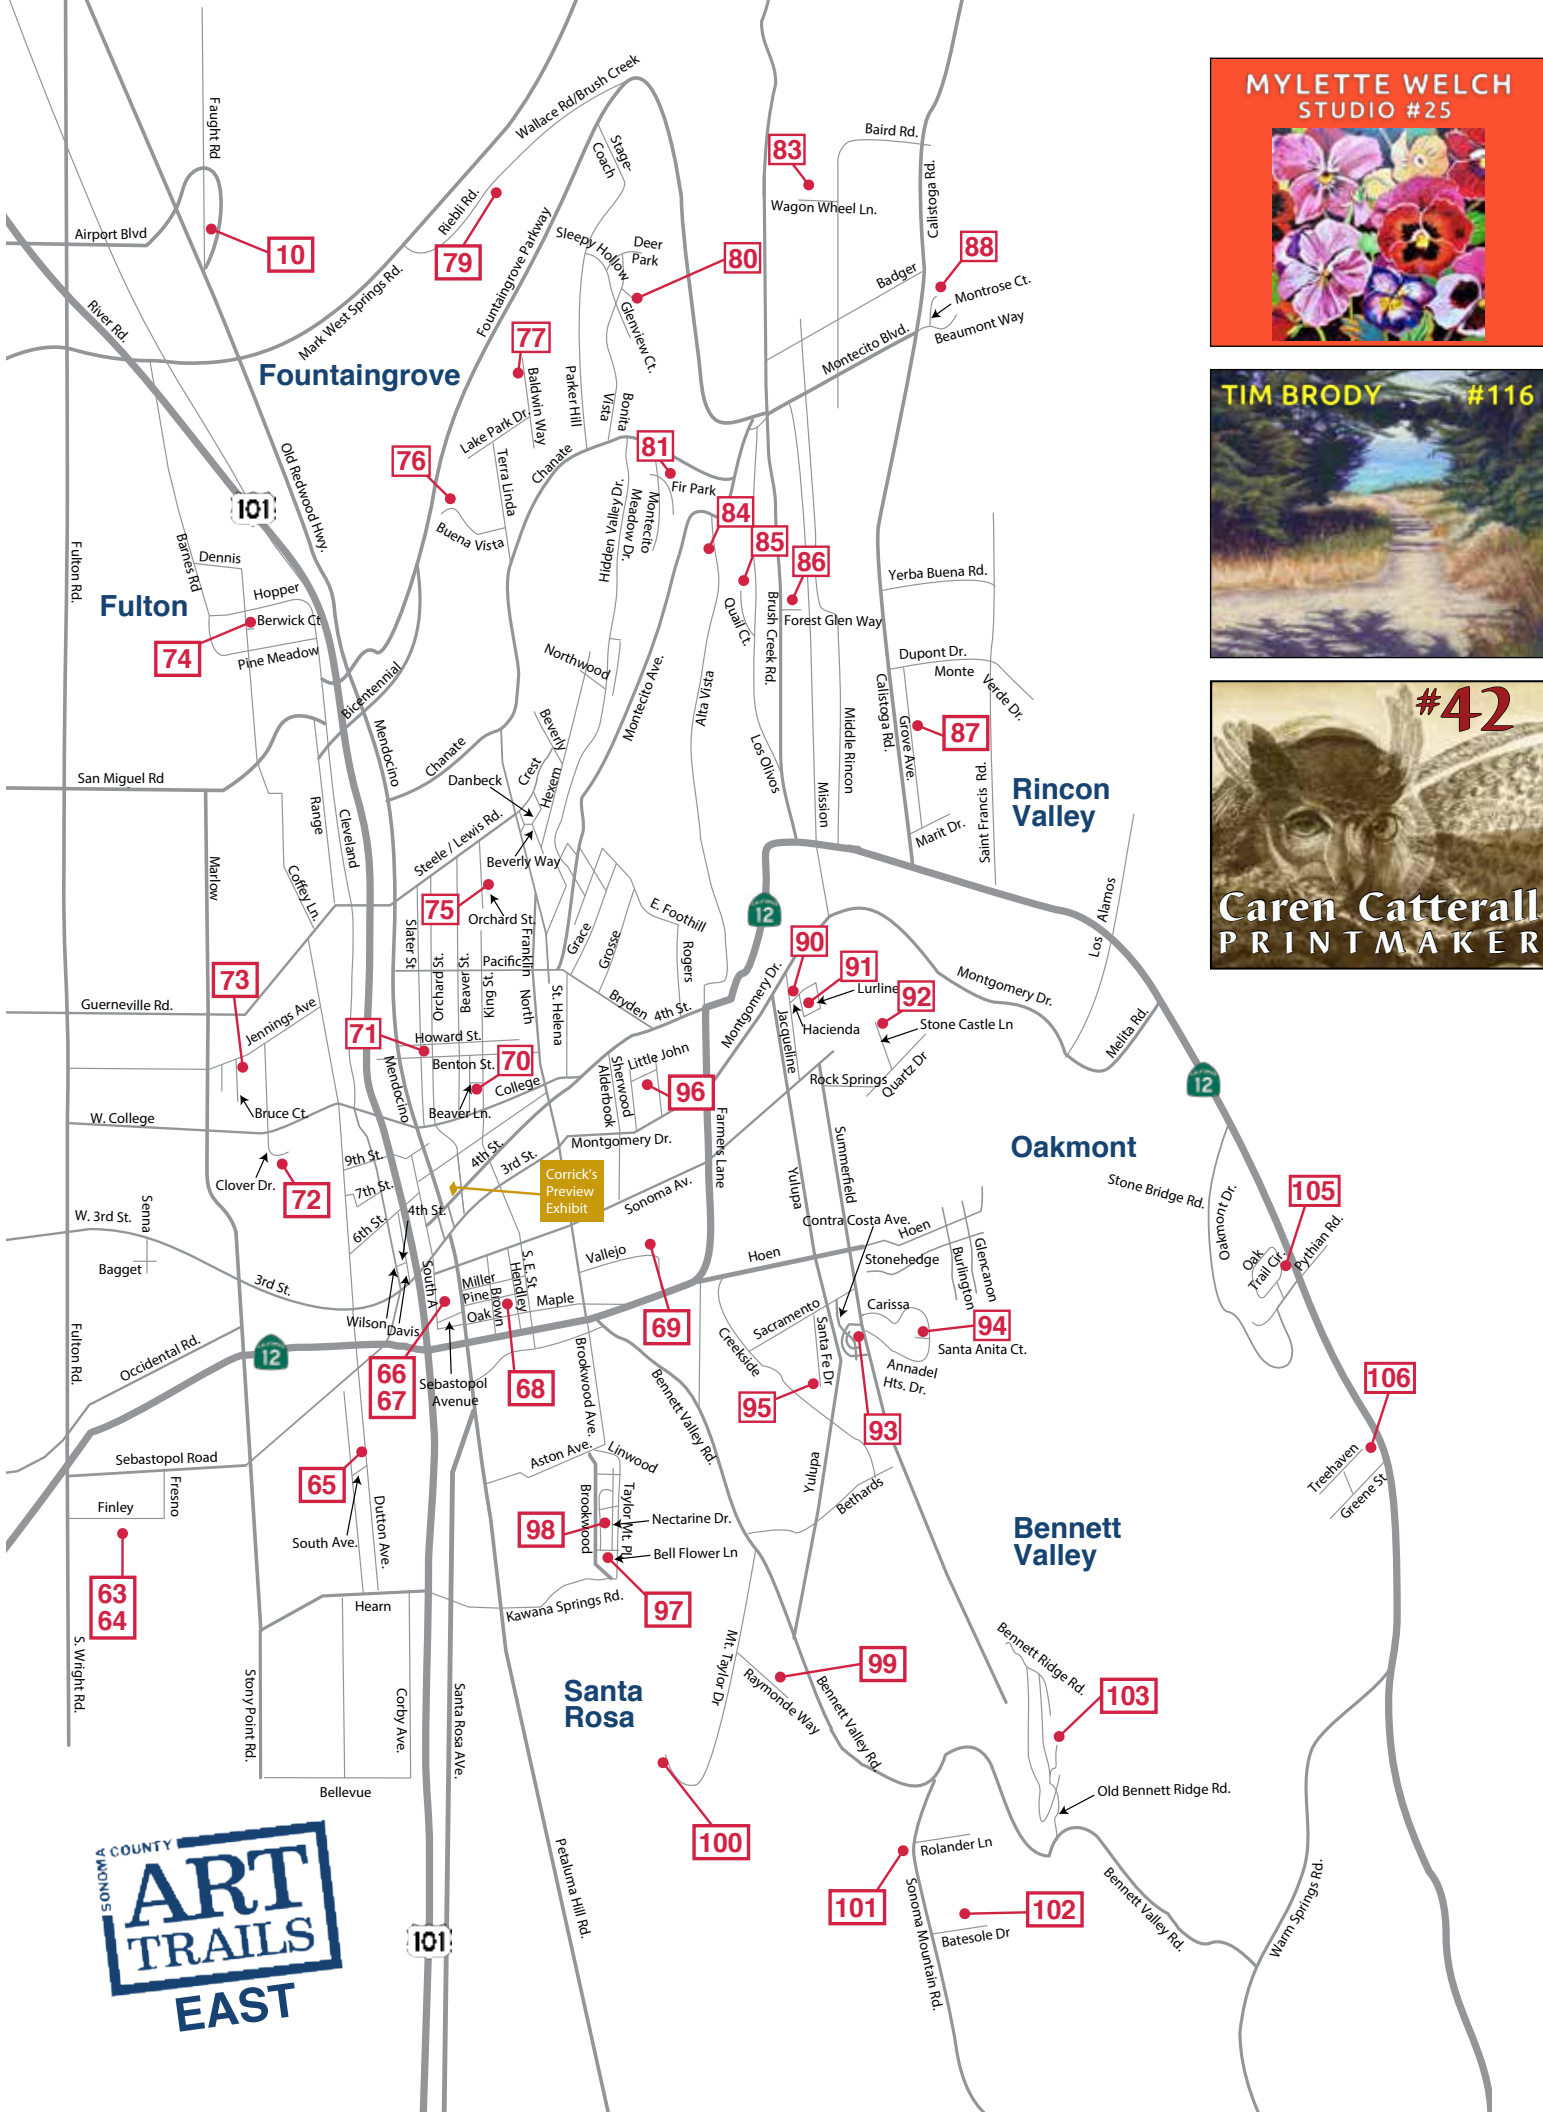 MYLETTE WELCH
STUDIO #25
TIM BRODY #116
#42
Caren Catterall
PRINTMAKER
Faught Rd
Airport Blvd
10
River Rd.
Wallace Rd/Brush Creek
Riebli Rd.
79
Mark West Springs Rd.
Fountaingrove Parkway
Stage-
Coach
Sleepy Hollow
Deer
Park
80
Glenview Ct.
83
Wagon Wheel Ln.
Baird Rd.
Calistoga Rd.
88
Badger
Montrose Ct.
Montecito Blvd.
Beaumont Way
Fountaingrove
77
Baldwin Way
Parker Hill
Bonita
Vista
Lake Park Dr.
Chanate
Terra Linda
76
Buena Vista
81
Fir Park
Hidden Valley Dr.
Meadow Dr.
Montecito
84
85
86
Old Redwood Hwy.
101
Fulton Rd.
Barnes Rd
Dennis
Hopper
Fulton
Berwick Ct
74
Pine Meadow
Bicentennial
Northwood
Montecito Ave.
Alta Vista
Quail Ct.
Brush Creek Rd.
Forest Glen Way
Yerba Buena Rd.
Dupont Dr.
Monte
Verde Dr.
Calistoga Rd.
Grove Ave.
87
Saint Francis Rd.
Rincon
Valley
Marit Dr.
Los Olivos
Middle Rincon
Mission
San Miguel Rd
Mendocino
Chanate
Beverly
Crest
Danbeck
Hexem
Beverly Way
Steele / Lewis Rd.
Range
Cleveland
Coffey Ln.
Marlow
75
Orchard St.
Slater St
Orchard St.
Beaver St.
King St.
Pacific
Franklin
North
St. Helena
Grace
Grosse
E. Foothill
Rogers
Bryden
4th St.
12
Montgomery Dr.
90
91
Lurline
92
Hacienda
Stone Castle Ln
Jacqueline
Rock Springs
Quartz Dr
Montgomery Dr.
Los Alamos
Melita Rd.
12
73
Guerneville Rd.
Jennings Ave
71
Howard St.
Benton St.
70
College
Beaver Ln.
Mendocino
Bruce Ct.
W. College
Little John
Sherwood
Alderbook
96
Farmers Lane
Montgomery Dr.
Summerfield
Yulupa
Oakmont
Stone Bridge Rd.
Oakmont Dr.
105
Oak
Trail Cir.
Pythian Rd.
9th St.
7th St.
6th St.
4th St.
4th St.
3rd St.
Corrick's
Preview
Exhibit
Sonoma Av.
Clover Dr.
72
W. 3rd St.
Senna
Bagget
3rd St.
Wilson
Davis
South A
Miller
Pine
Oak
Brown
Hendley
S.E. St
Maple
Vallejo
69
Hoen
Contra Costa Ave.
Hoen
Stonehedge
Burlington
Glencanon
Sacramento
Santa Fe Dr
Creekside
Carissa
94
Santa Anita Ct.
Annadel
Hts. Dr.
93
95
106
Treehaven
Greene St.
Fulton Rd.
Occidental Rd.
12
66
67
Sebastopol
Avenue
68
Brookwood Ave.
Bennett Valley Rd.
Sebastopol Road
Fresno
Finley
63
64
65
South Ave.
Dutton Ave.
Aston Ave.
Linwood
Brookwood
Taylor Mt. Pl
98
Nectarine Dr.
Bell Flower Ln
97
Kawana Springs Rd.
Yulupa
Bethards
Bennett
Valley
Hearn
S. Wright Rd.
Stony Point Rd.
Corby Ave.
Santa Rosa AVe.
Bellevue
Santa
Rosa
Mt. Taylor Dr
Raymonde Way
99
Bennett Valley Rd.
100
Bennett Ridge Rd.
103
Old Bennett Ridge Rd.
Rolander Ln
101
102
Batesole Dr
Sonoma Mountain Rd.
Bennett Valley Rd.
Warm Springs Rd.
Petaluma Hill Rd.
101
SONOMA COUNTY
ART
TRAILS
EAST